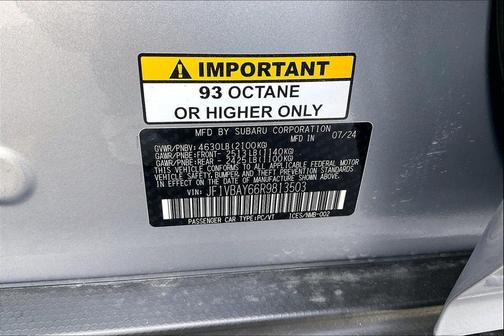 ⚠ IMPORTANT
93 OCTANE
OR HIGHER ONLY
MFD BY SUBARU CORPORATION
MFD IN 07/24
GVWR/PNBV: 4630LB(2100KG)
GAWR/PNBE:FRONT- 2513LB(1140KG)
GAWR/PNBE:REAR - 2425LB(1100KG)
THIS VEHICLE CONFORMS TO ALL APPLICABLE FEDERAL MOTOR
VEHICLE SAFETY, BUMPER, AND THEFT PREVENTION STANDARDS
IN EFFECT ON THE DATE OF MANUFACTURE SHOWN ABOVE.
VIN: JF1VBAY66R9813503
PASSENGER CAR TYPE:PC/VT ICES/NMB-002